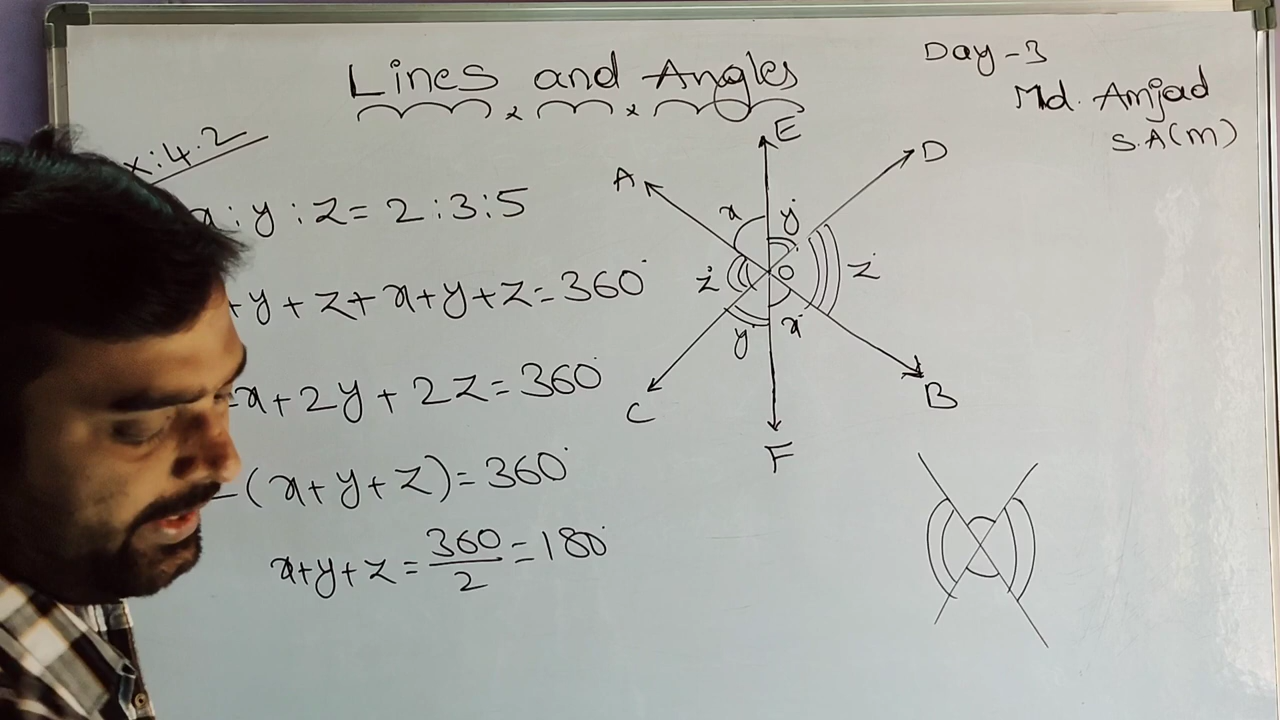 Lines and Angles
Day-3
Md. Amjad
S.A(m)
x:4.2
x:y:z=2:3:5
+y+z+x+y+z=360°
x+2y+2z=360°
(x+y+z)=360°
x+y+z=360/2=180°
E
A
D
x
y°
z°
O
z°
y°
x°
C
B
F